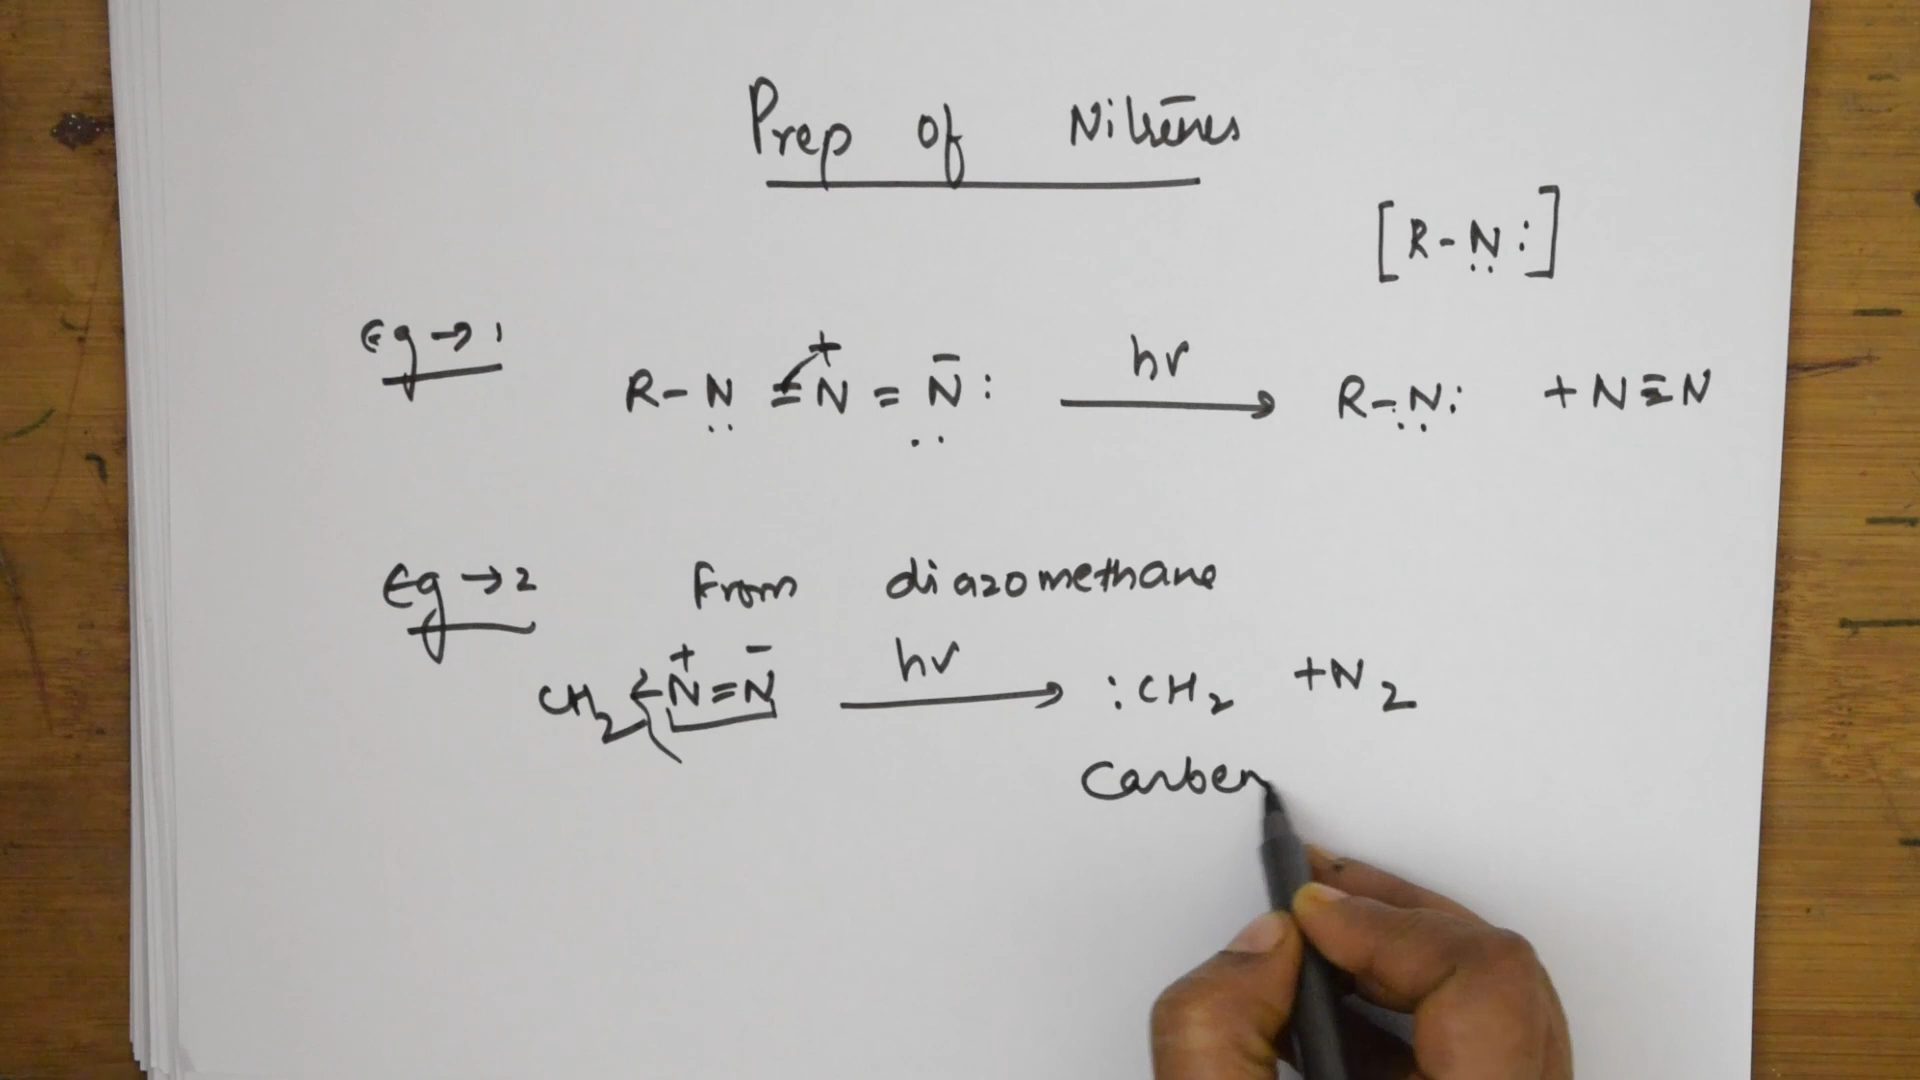 Prep of Nitrenes
[R-N̤:]
Eg → 1
R-N̤=N⁺=N̤⁻: hν → R-N̤: + N≡N
Eg → 2 From diazomethane
CH₂-N⁺=N⁻ hν → :CH₂ + N₂
Carben